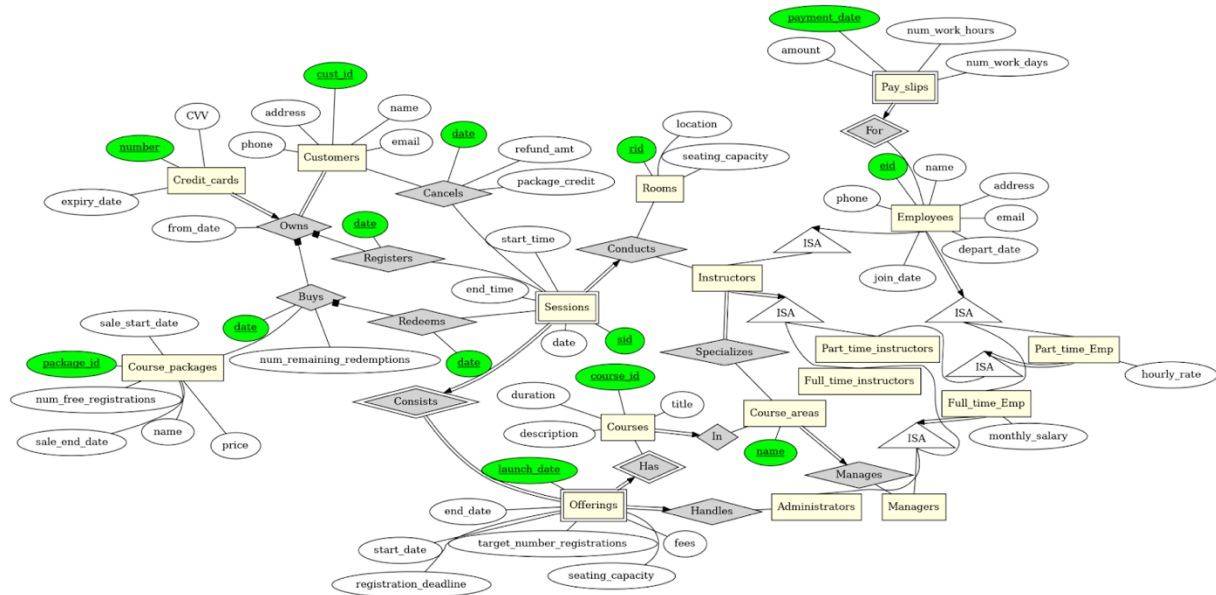 payment_date
num_work_hours
amount
num_work_days
cust_id
Pay_slips
CVV
address
name
location
For
date
number
phone
email
refund_amt
rid
seating_capacity
name
Customers
eid
Credit_cards
Cancels
package_credit
Rooms
address
phone
expiry_date
Employees
email
from_date
Owns
date
start_time
ISA
depart_date
Registers
Conducts
join_date
Instructors
end_time
Buys
Sessions
ISA
ISA
sale_start_date
date
Redeems
date
sid
Part_time_instructors
Part_time_Emp
package_id
Course_packages
num_remaining_redemptions
date
Specializes
ISA
hourly_rate
course_id
Full_time_instructors
num_free_registrations
duration
title
Course_areas
Full_time_Emp
Consists
sale_end_date
name
price
description
Courses
In
ISA
monthly_salary
name
launch_date
Has
Manages
end_date
Offerings
Handles
Administrators
Managers
start_date
target_number_registrations
fees
registration_deadline
seating_capacity